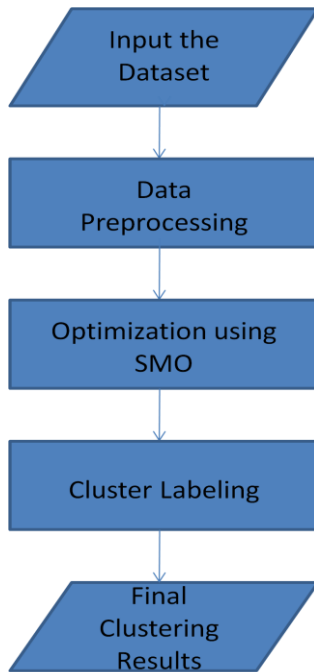 Input the
Dataset
Data
Preprocessing
Optimization using
SMO
Cluster Labeling
Final
Clustering
Results